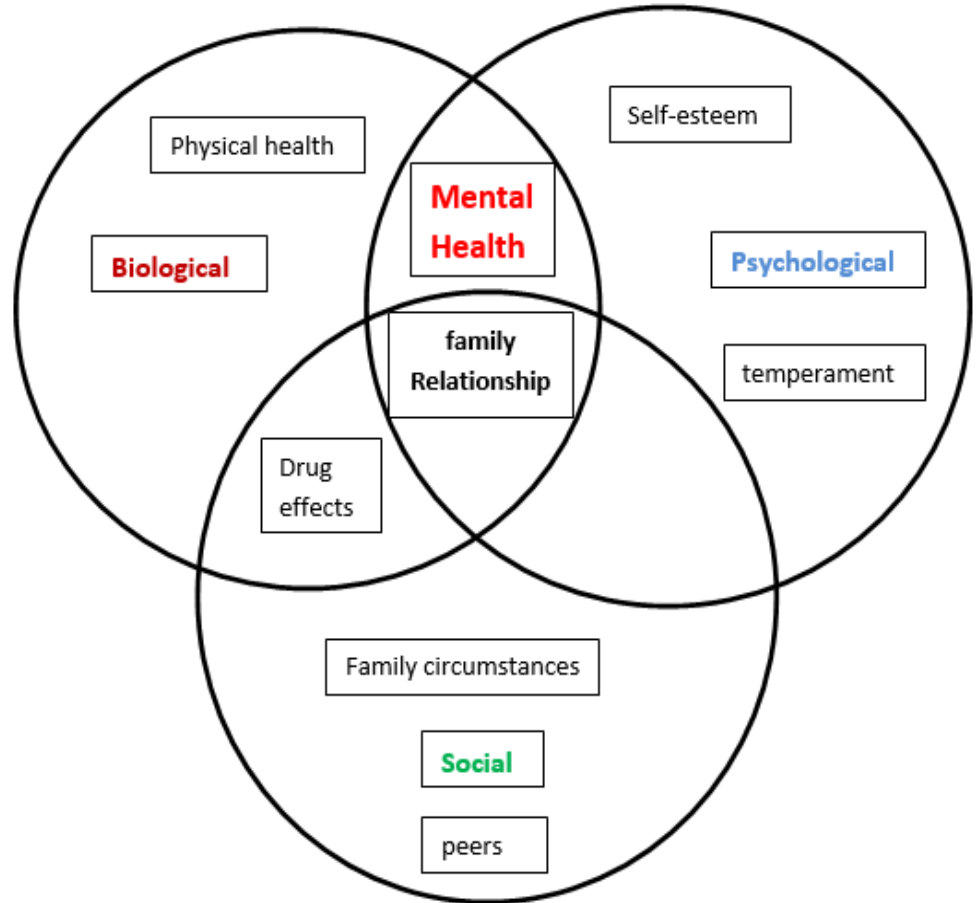 Self-esteem
Physical health
Mental
Health
Biological
Psychological
family
Relationship
temperament
Drug
effects
Family circumstances
Social
peers